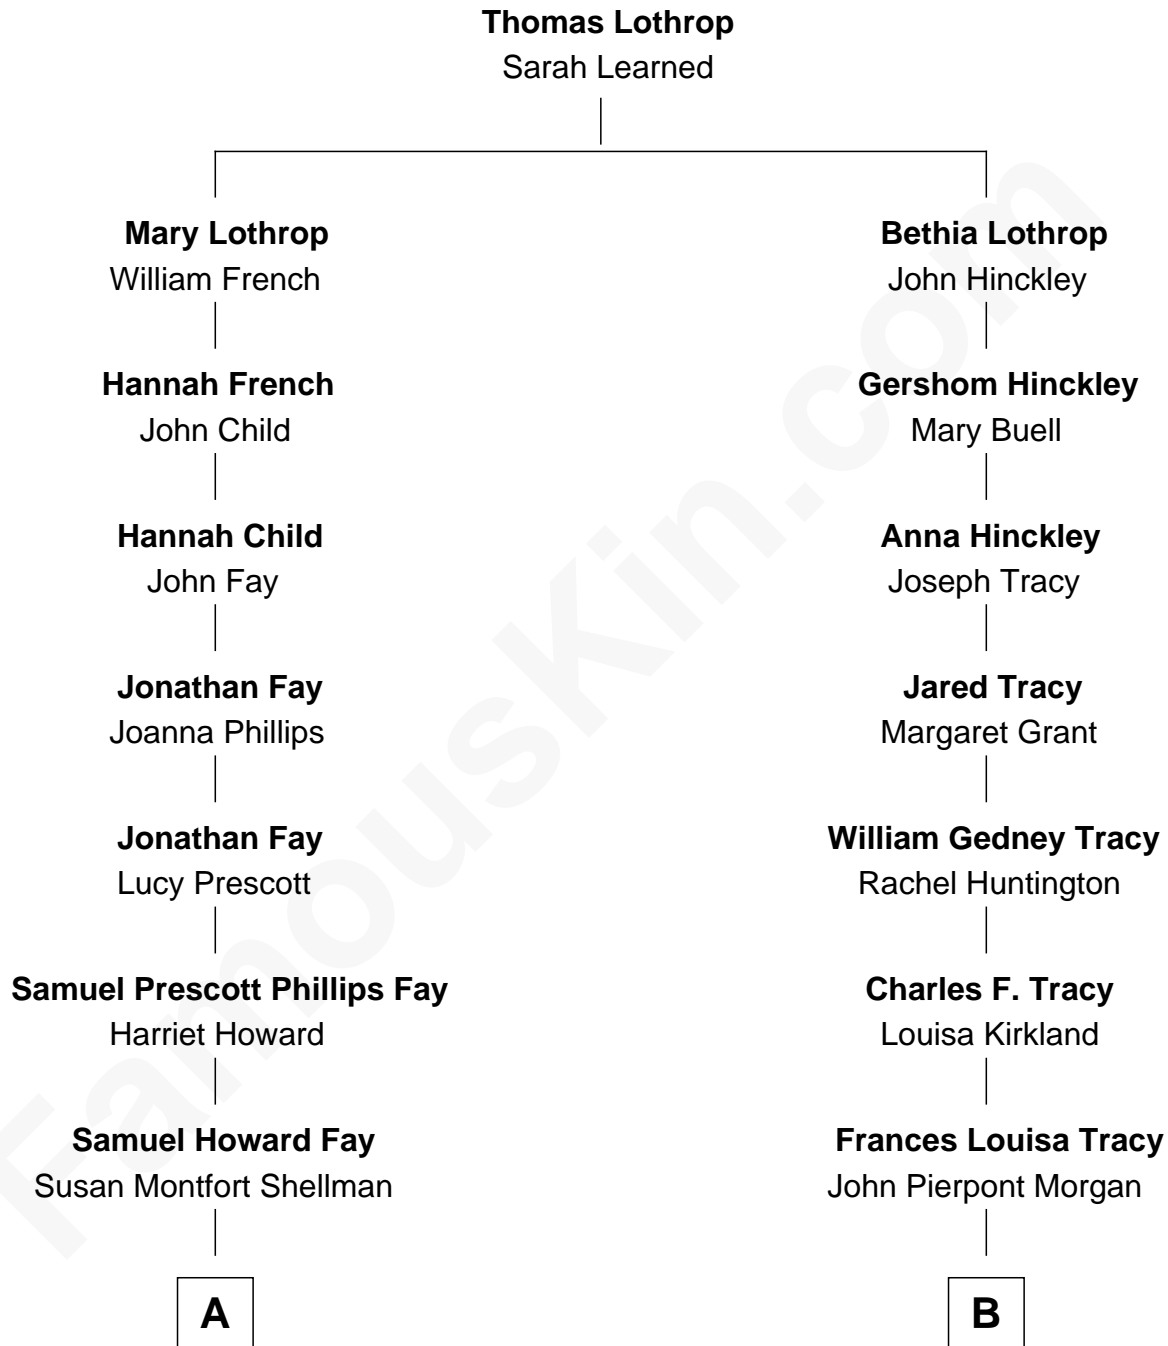 Thomas Lothrop
Sarah Learned
Mary Lothrop
William French
Hannah French
John Child
Hannah Child
John Fay
Jonathan Fay
Joanna Phillips
Jonathan Fay
Lucy Prescott
Samuel Prescott Phillips Fay
Harriet Howard
Samuel Howard Fay
Susan Montfort Shellman
A
Bethia Lothrop
John Hinckley
Gershom Hinckley
Mary Buell
Anna Hinckley
Joseph Tracy
Jared Tracy
Margaret Grant
William Gedney Tracy
Rachel Huntington
Charles F. Tracy
Louisa Kirkland
Frances Louisa Tracy
John Pierpont Morgan
B
FamousKin.com